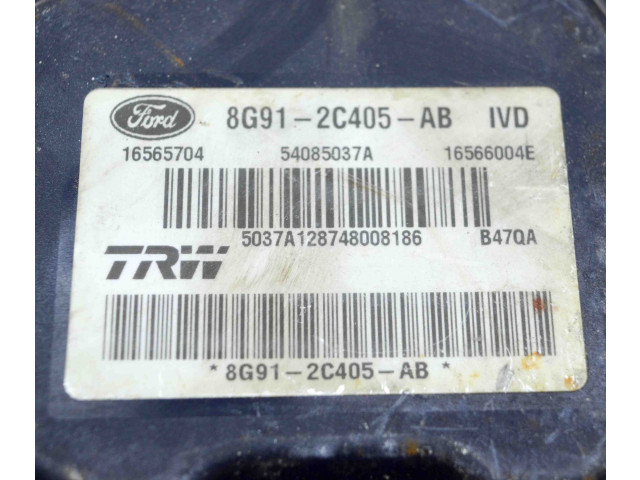 Ford 8G91-2C405-AB IVD
16565704 54085037A 16566004E
5037A128748008186 B47QA
TRW
*8G91-2C405-AB*